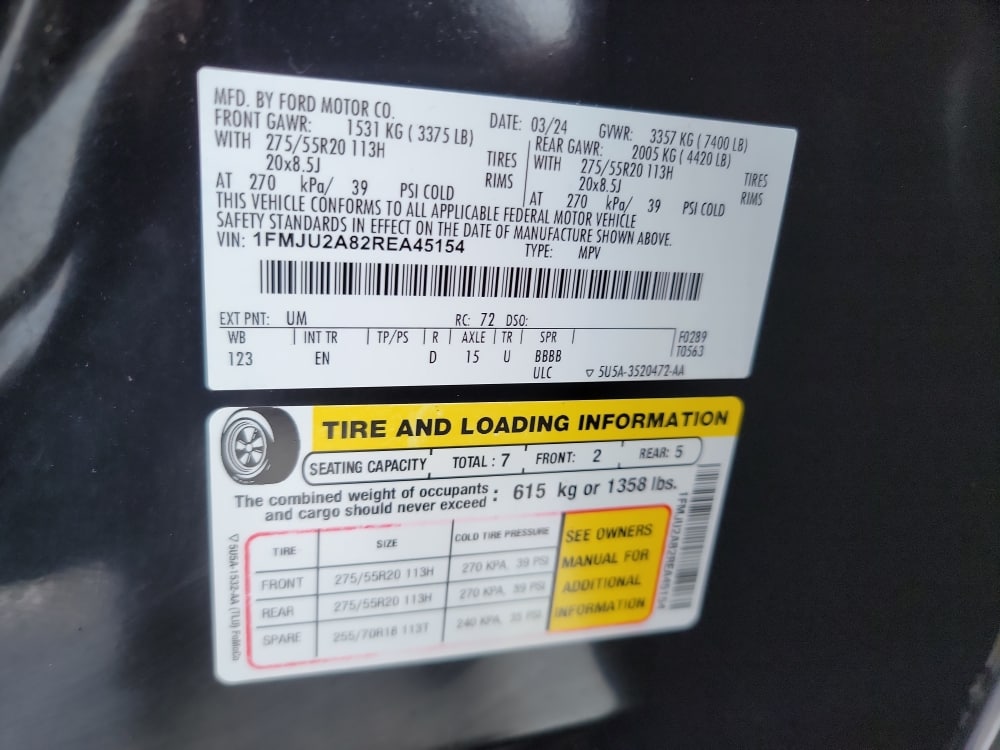 MFD. BY FORD MOTOR CO.
DATE: 03/24 GVWR: 3357 KG ( 7400 LB)
FRONT GAWR: 1531 KG ( 3375 LB)
WITH 275/55R20 113H TIRES
20x8.5J RIMS
AT 270 kPa/ 39 PSI COLD
REAR GAWR: 2005 KG ( 4420 LB)
WITH 275/55R20 113H TIRES
20x8.5J RIMS
AT 270 kPa/ 39 PSI COLD
THIS VEHICLE CONFORMS TO ALL APPLICABLE FEDERAL MOTOR VEHICLE
SAFETY STANDARDS IN EFFECT ON THE DATE OF MANUFACTURE SHOWN ABOVE.
VIN: 1FMJU2A82REA45154 TYPE: MPV
EXT PNT: UM RC: 72 DSO:
WB INT TR TP/PS R AXLE TR SPR F0289
123 EN D 15 U BBBB T0563
ULC ▽ 5U5A-3520472-AA
TIRE AND LOADING INFORMATION
SEATING CAPACITY TOTAL : 7 FRONT: 2 REAR: 5
The combined weight of occupants and cargo should never exceed : 615 kg or 1358 lbs.
TIRE SIZE COLD TIRE PRESSURE
FRONT 275/55R20 113H 270 KPA, 39 PSI
REAR 275/55R20 113H 270 KPA, 39 PSI
SPARE 255/70R18 113T 240 KPA, 35 PSI
SEE OWNERS
MANUAL FOR
ADDITIONAL
INFORMATION
1FMJU2A82REA45154
▽ 5U5A-1532-AA (TLU) FoMoCo